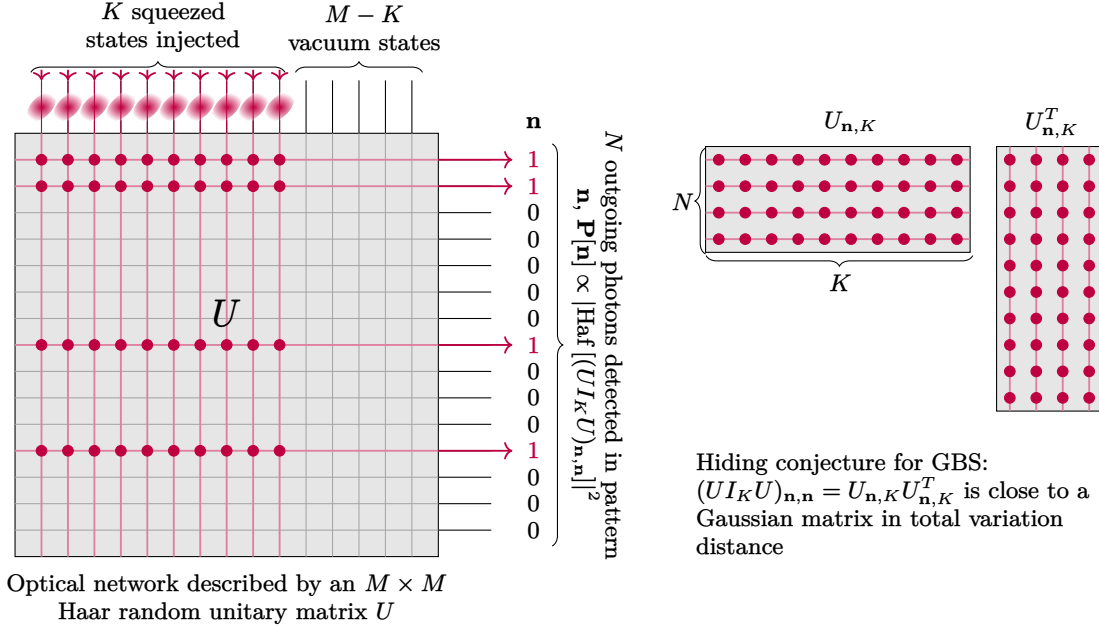 K squeezed
states injected
M − K
vacuum states
n
1
1
0
0
0
0
0
1
0
0
0
1
0
0
0
U
N outgoing photons detected in pattern
n, P[n] ∝ |Haf [(UI_K U)_{n,n}]|^2
Optical network described by an M × M
Haar random unitary matrix U
U_{n,K}
N
K
U^T_{n,K}
Hiding conjecture for GBS:
(UI_K U)_{n,n} = U_{n,K}U^T_{n,K} is close to a
Gaussian matrix in total variation
distance